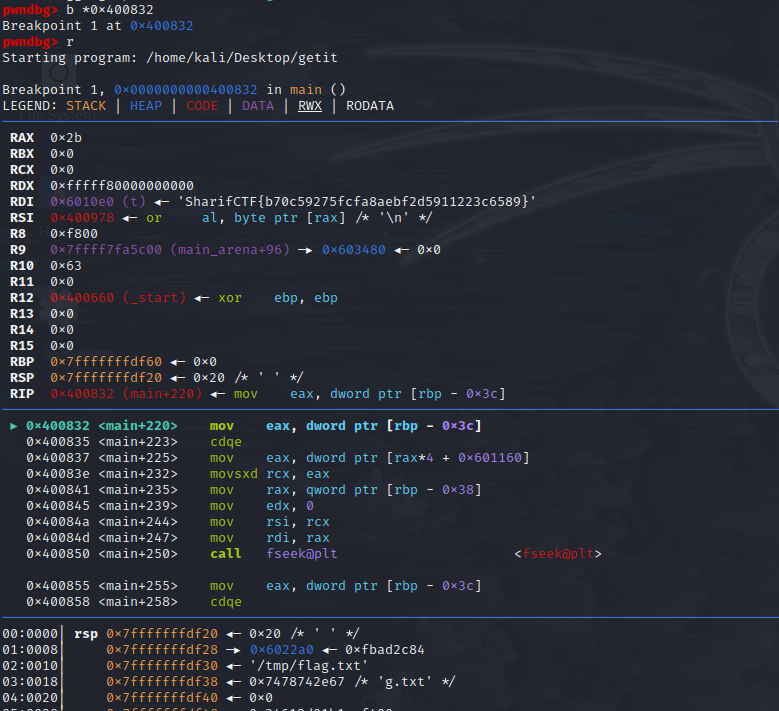 pwndbg> b *0×400832
Breakpoint 1 at 0×400832
pwndbg> r
Starting program: /home/kali/Desktop/getit
Breakpoint 1, 0×0000000000400832 in main ()
LEGEND: STACK | HEAP | CODE | DATA | RWX | RODATA
RAX 0×2b
RBX 0×0
RCX 0×0
RDX 0×fffff80000000000
RDI 0×6010e0 (t) ◂— 'SharifCTF{b70c59275fcfa8aebf2d5911223c6589}'
RSI 0×400978 ◂— or al, byte ptr [rax] /* '\n' */
R8 0×f800
R9 0×7ffff7fa5c00 (main_arena+96) —▸ 0×603480 ◂— 0×0
R10 0×63
R11 0×0
R12 0×400660 (_start) ◂— xor ebp, ebp
R13 0×0
R14 0×0
R15 0×0
RBP 0×7fffffffdf60 ◂— 0×0
RSP 0×7fffffffdf20 ◂— 0×20 /* ' ' */
RIP 0×400832 (main+220) ◂— mov eax, dword ptr [rbp - 0×3c]
► 0×400832 <main+220> mov eax, dword ptr [rbp - 0×3c]
0×400835 <main+223> cdqe
0×400837 <main+225> mov eax, dword ptr [rax*4 + 0×601160]
0×40083e <main+232> movsxd rcx, eax
0×400841 <main+235> mov rax, qword ptr [rbp - 0×38]
0×400845 <main+239> mov edx, 0
0×40084a <main+244> mov rsi, rcx
0×40084d <main+247> mov rdi, rax
0×400850 <main+250> call fseek@plt <fseek@plt>
0×400855 <main+255> mov eax, dword ptr [rbp - 0×3c]
0×400858 <main+258> cdqe
00:0000│ rsp 0×7fffffffdf20 ◂— 0×20 /* ' ' */
01:0008│ 0×7fffffffdf28 —▸ 0×6022a0 ◂— 0×fbad2c84
02:0010│ 0×7fffffffdf30 ◂— '/tmp/flag.txt'
03:0018│ 0×7fffffffdf38 ◂— 0×7478742e67 /* 'g.txt' */
04:0020│ 0×7fffffffdf40 ◂— 0×0